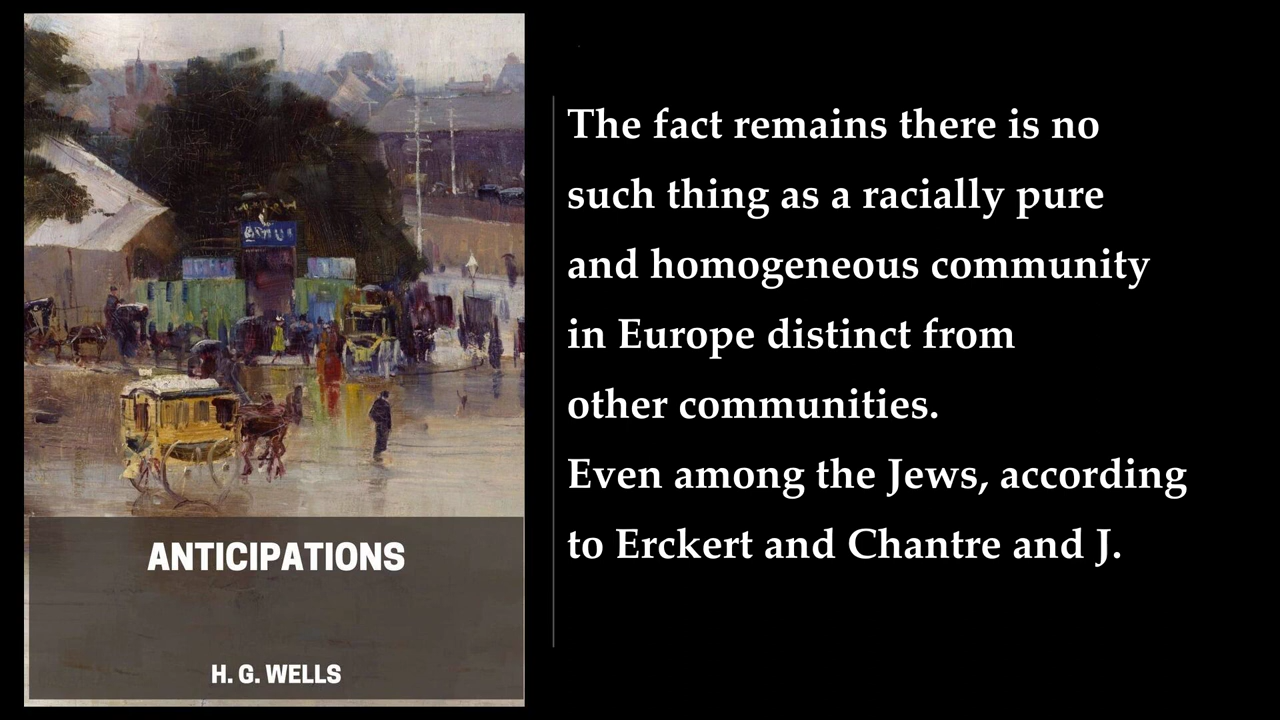 ANTICIPATIONS
H. G. WELLS
The fact remains there is no
such thing as a racially pure
and homogeneous community
in Europe distinct from
other communities.
Even among the Jews, according
to Erckert and Chantre and J.